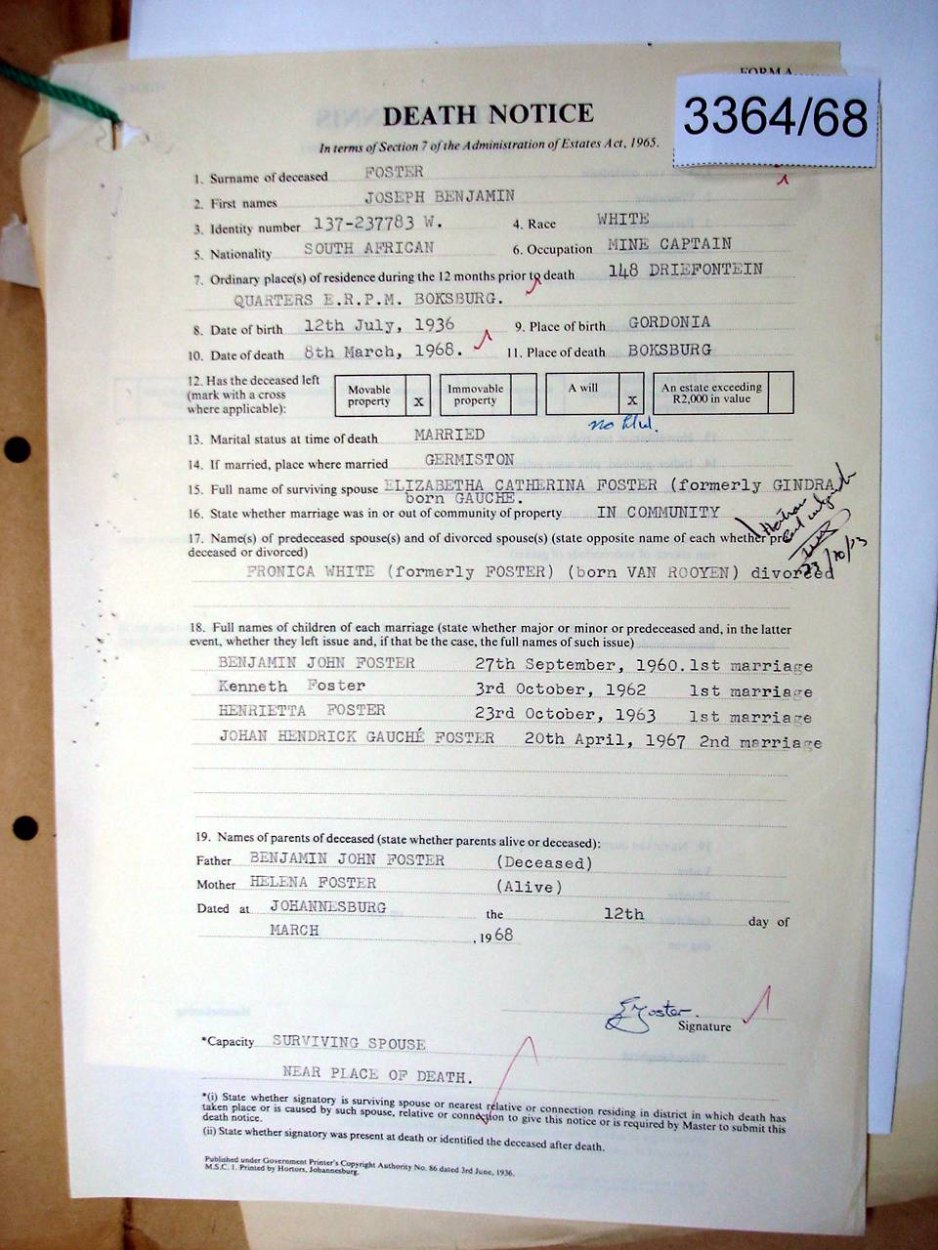 FORM A
3364/68
DEATH NOTICE
In terms of Section 7 of the Administration of Estates Act, 1965.
1. Surname of deceased FOSTER
2. First names JOSEPH BENJAMIN
3. Identity number 137-237783 W. 4. Race WHITE
5. Nationality SOUTH AFRICAN 6. Occupation MINE CAPTAIN
7. Ordinary place(s) of residence during the 12 months prior to death 148 DRIEFONTEIN
QUARTERS E.R.P.M. BOKSBURG.
8. Date of birth 12th July, 1936 9. Place of birth GORDONIA
10. Date of death 8th March, 1968. 11. Place of death BOKSBURG
12. Has the deceased left (mark with a cross where applicable): Movable property X Immovable property A will X An estate exceeding R2,000 in value
no
13. Marital status at time of death MARRIED
14. If married, place where married GERMISTON
15. Full name of surviving spouse ELIZABETHA CATHERINA FOSTER (formerly GINDRA
born GAUCHE.
16. State whether marriage was in or out of community of property IN COMMUNITY
17. Name(s) of predeceased spouse(s) and of divorced spouse(s) (state opposite name of each whether pre-
deceased or divorced)
23/10/73
FRONICA WHITE (formerly FOSTER) (born VAN ROOYEN) divorced
18. Full names of children of each marriage (state whether major or minor or predeceased and, in the latter
event, whether they left issue and, if that be the case, the full names of such issue)
BENJAMIN JOHN FOSTER 27th September, 1960. 1st marriage
Kenneth Foster 3rd October, 1962 1st marriage
HENRIETTA FOSTER 23rd October, 1963 1st marriage
JOHAN HENDRICK GAUCHÉ FOSTER 20th April, 1967 2nd marriage
19. Names of parents of deceased (state whether parents alive or deceased):
Father BENJAMIN JOHN FOSTER (Deceased)
Mother HELENA FOSTER (Alive)
Dated at JOHANNESBURG the 12th day of
MARCH , 1968
Foster.
Signature
*Capacity SURVIVING SPOUSE
NEAR PLACE OF DEATH.
*(i) State whether signatory is surviving spouse or nearest relative or connection residing in district in which death has
taken place or is caused by such spouse, relative or connection to give this notice or is required by Master to submit this
death notice.
(ii) State whether signatory was present at death or identified the deceased after death.
Published under Government Printer's Copyright Authority No. 86 dated 3rd June, 1936.
M.S.C. 1. Printed by Hortors, Johannesburg.